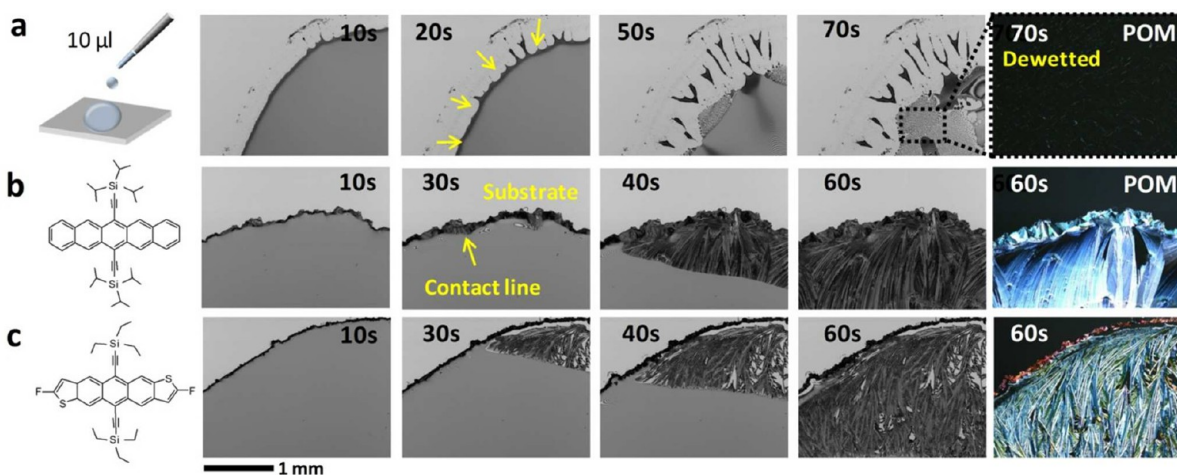 a
10 μl
10s
20s
50s
70s
70s
POM
Dewetted
b
Si
Si
10s
30s
Substrate
Contact line
40s
60s
60s
POM
c
Si
S
F
F
S
Si
10s
30s
40s
60s
60s
1 mm